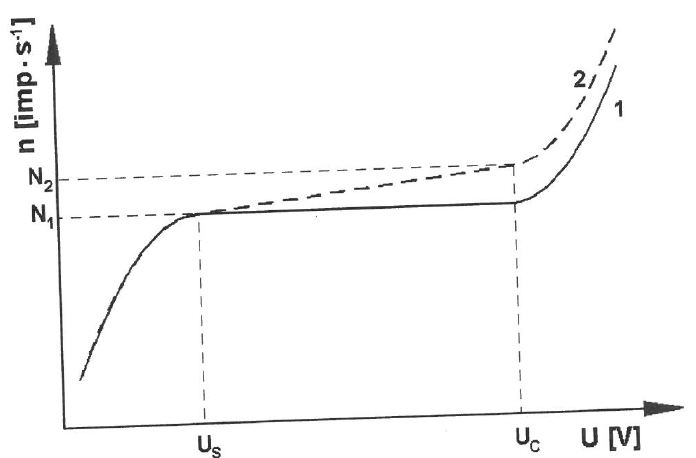 n [imp · s⁻¹]
2
1
N₂
N₁
U_S
U_C
U [V]